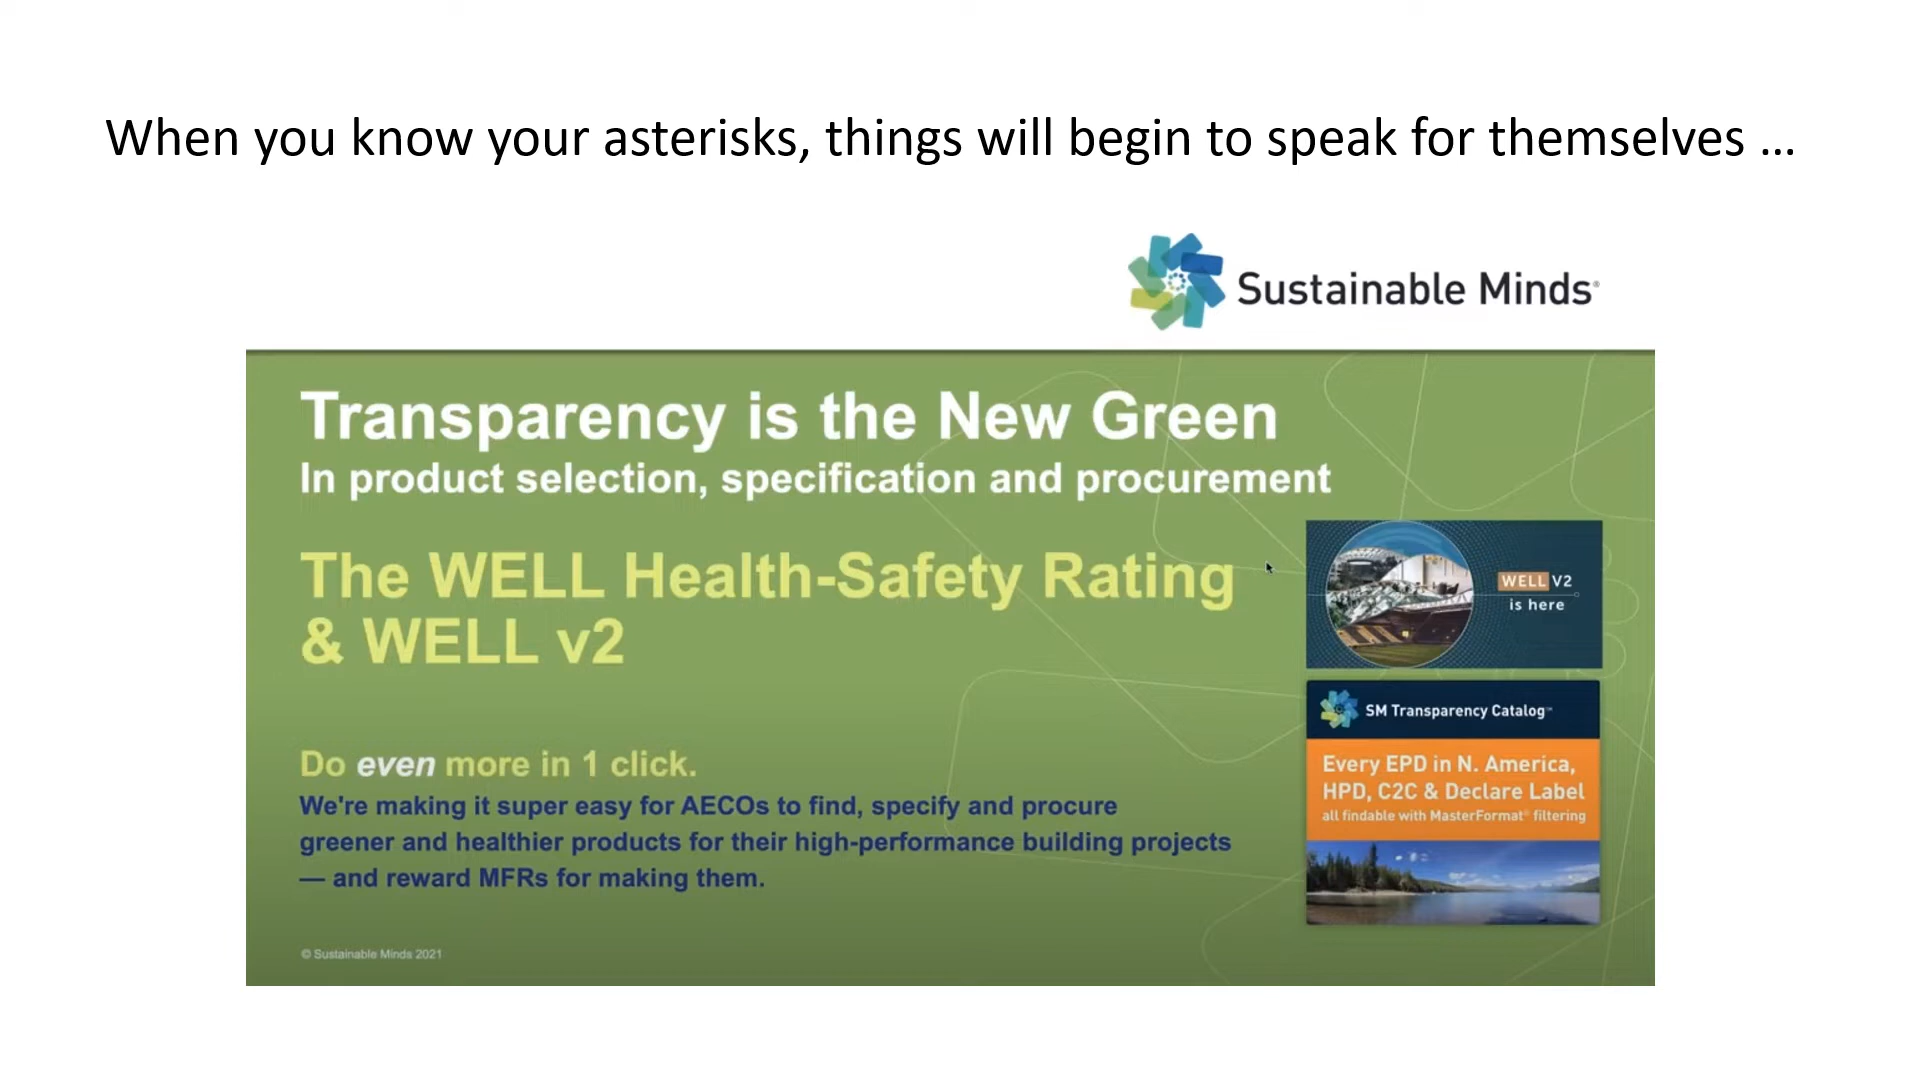 When you know your asterisks, things will begin to speak for themselves ...
Sustainable Minds®
Transparency is the New Green
In product selection, specification and procurement
The WELL Health-Safety Rating
& WELL v2
WELL V2
is here
SM Transparency Catalog™
Every EPD in N. America,
HPD, C2C & Declare Label
all findable with MasterFormat® filtering
Do even more in 1 click.
We're making it super easy for AECOs to find, specify and procure
greener and healthier products for their high-performance building projects
— and reward MFRs for making them.
© Sustainable Minds 2021